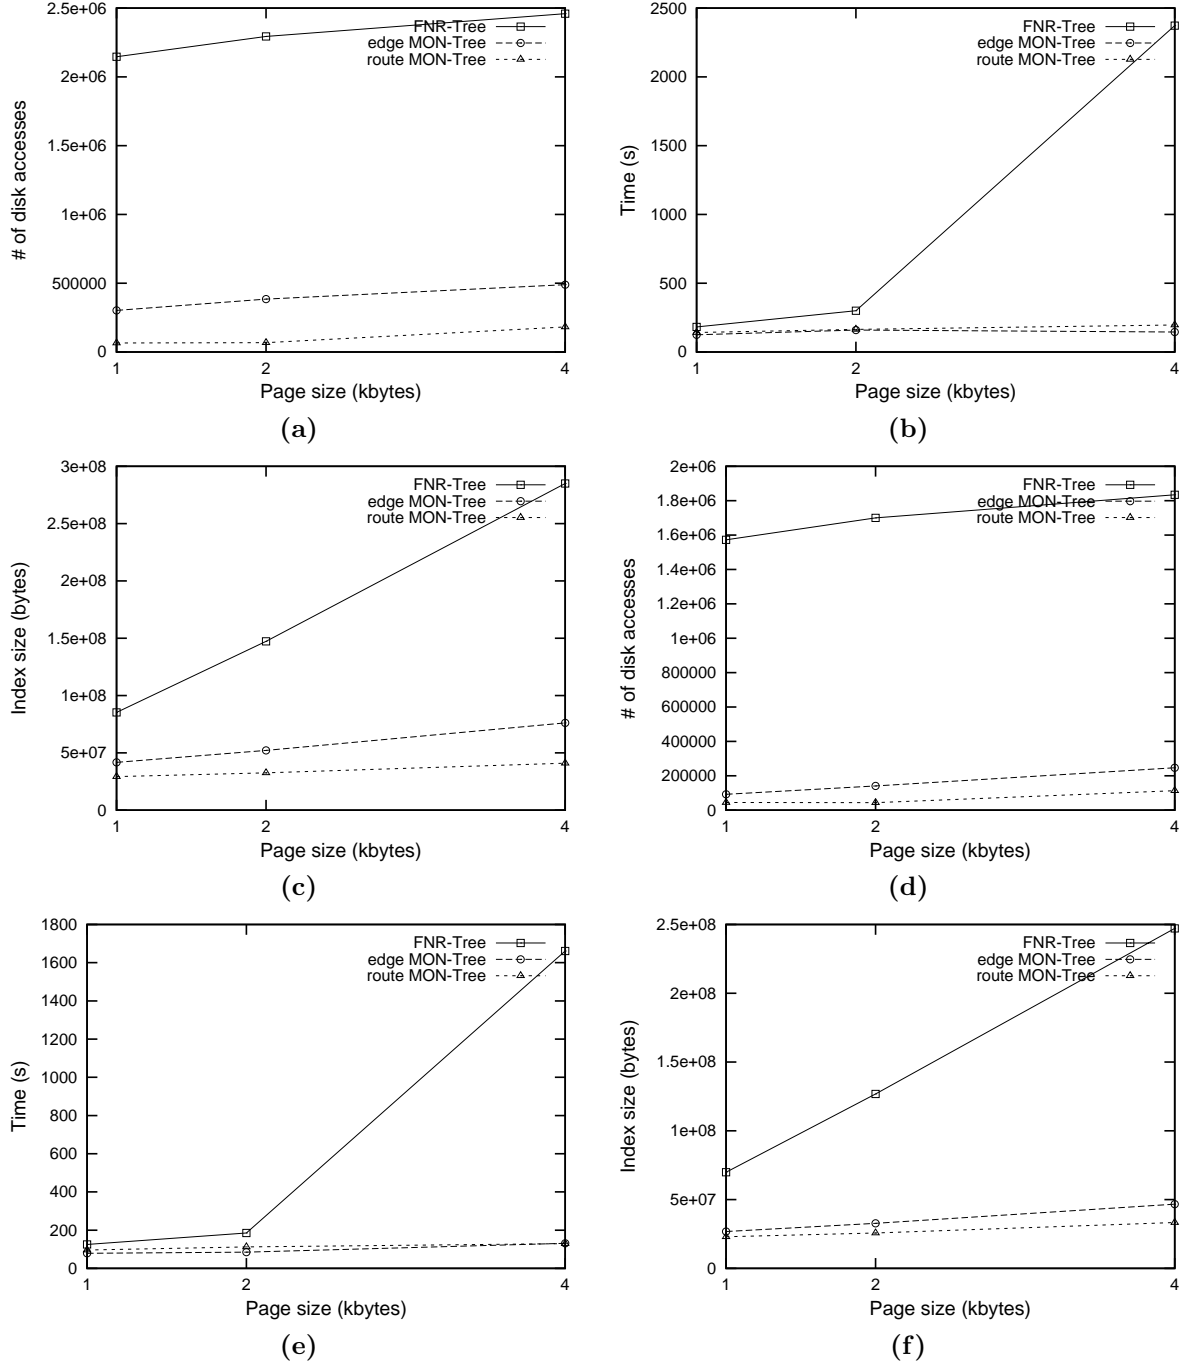 2.5e+06
2e+06
1.5e+06
1e+06
500000
0
# of disk accesses
FNR-Tree
edge MON-Tree
route MON-Tree
1
2
4
Page size (kbytes)
(a)
2500
2000
1500
1000
500
0
Time (s)
FNR-Tree
edge MON-Tree
route MON-Tree
1
2
4
Page size (kbytes)
(b)
3e+08
2.5e+08
2e+08
1.5e+08
1e+08
5e+07
0
Index size (bytes)
FNR-Tree
edge MON-Tree
route MON-Tree
1
2
4
Page size (kbytes)
(c)
2e+06
1.8e+06
1.6e+06
1.4e+06
1.2e+06
1e+06
800000
600000
400000
200000
0
# of disk accesses
FNR-Tree
edge MON-Tree
route MON-Tree
1
2
4
Page size (kbytes)
(d)
1800
1600
1400
1200
1000
800
600
400
200
0
Time (s)
FNR-Tree
edge MON-Tree
route MON-Tree
1
2
4
Page size (kbytes)
(e)
2.5e+08
2e+08
1.5e+08
1e+08
5e+07
0
Index size (bytes)
FNR-Tree
edge MON-Tree
route MON-Tree
1
2
4
Page size (kbytes)
(f)